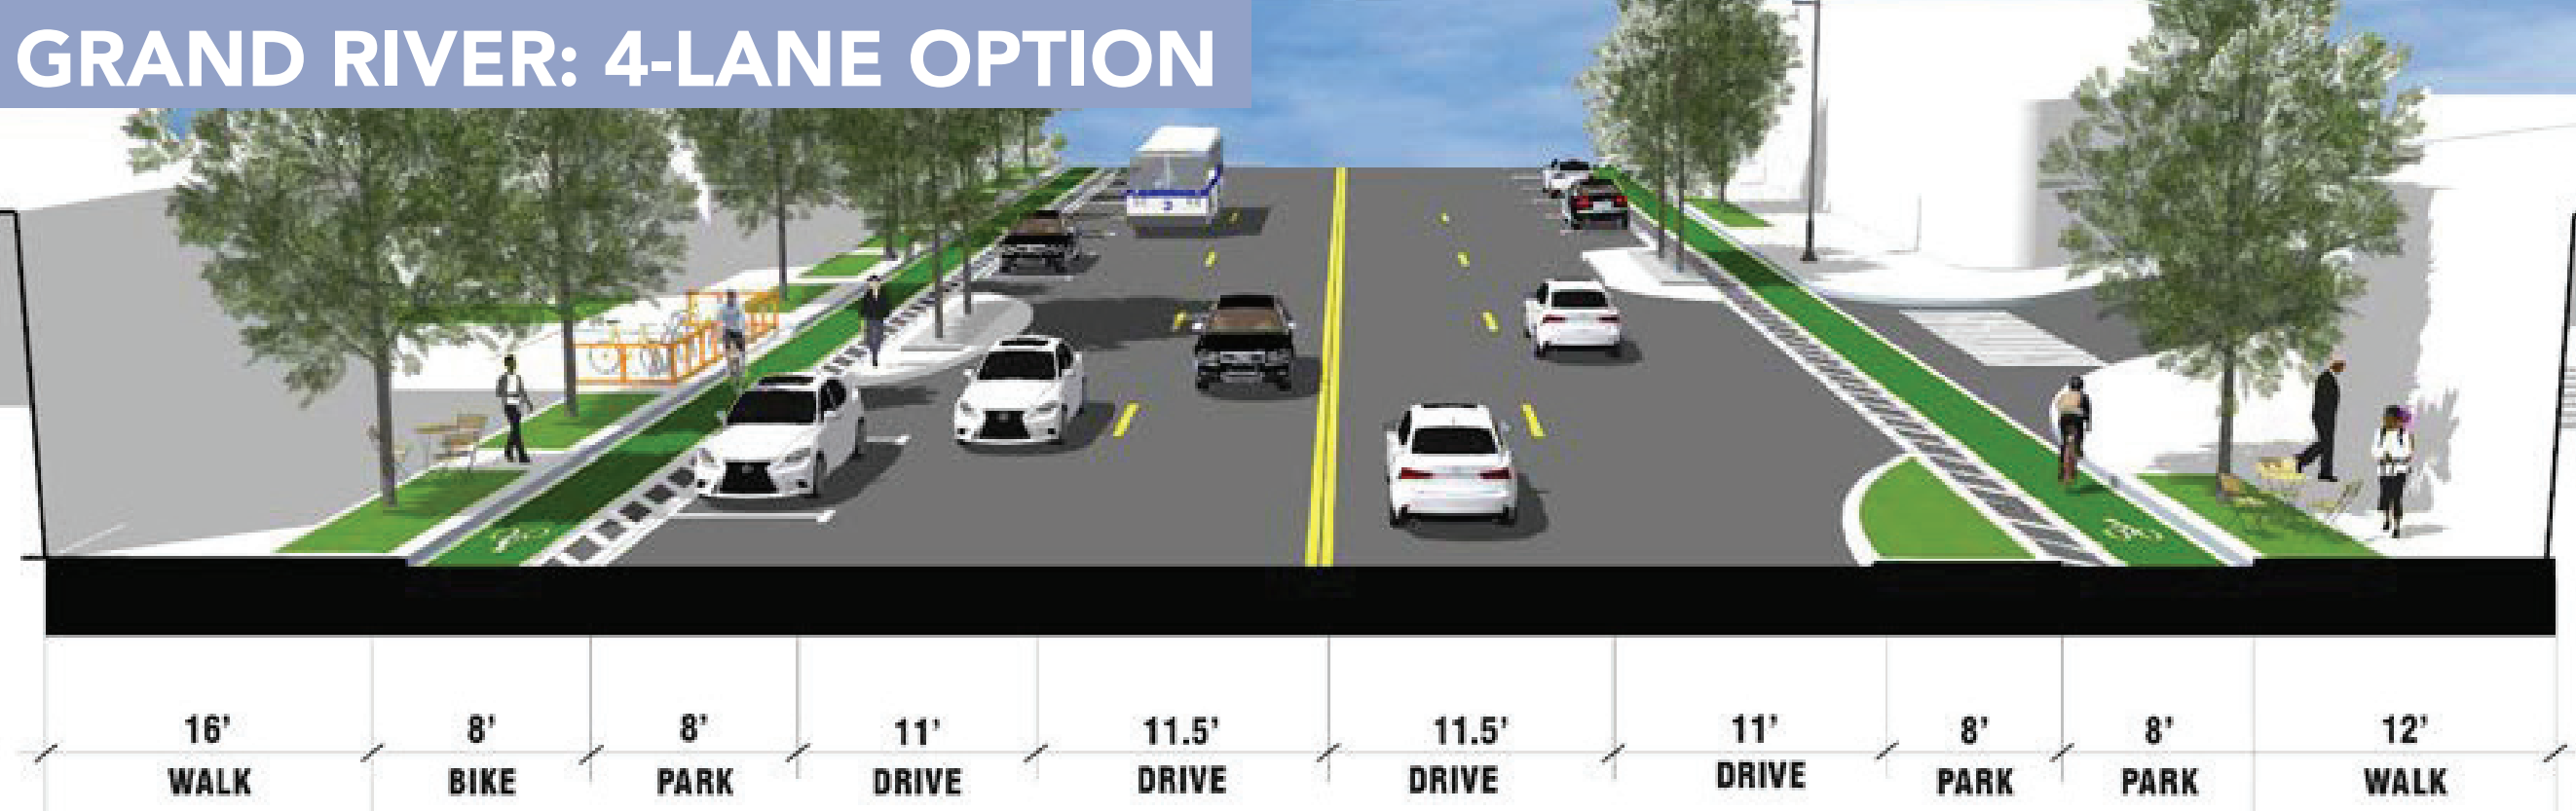 GRAND RIVER: 4-LANE OPTION
16’ 8’ 8’ 11’ 11.5’ 11.5’ 11’ 8’ 8’ 12’
WALK BIKE PARK DRIVE DRIVE DRIVE DRIVE PARK PARK WALK